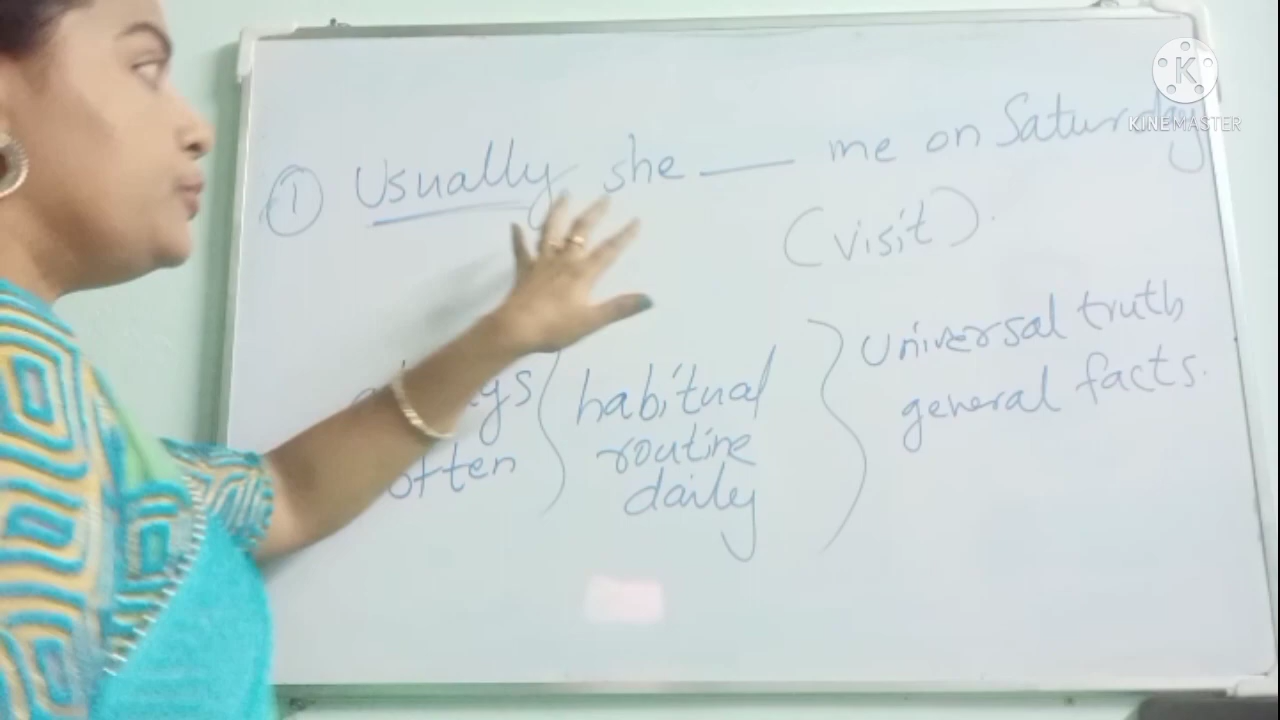 ① Usually she ___ me on Saturday
(visit).
often
habitual
routine
daily
Universal truth
general facts.
K
KINEMASTER